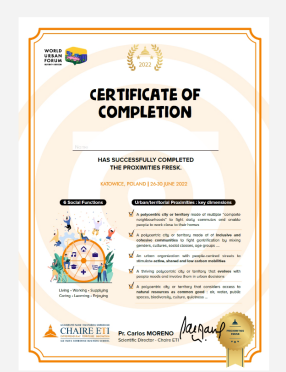 WORLD
URBAN
FORUM
2022
CERTIFICATE OF
COMPLETION
HAS SUCCESSFULLY COMPLETED
THE PROXIMITIES FRESK.
KATOWICE, POLAND | 26-30 JUNE 2022
6 Social Functions
Urban/territorial Proximities : key dimensions
A polycentric city or territory made of multiple "complete
neighbourhoods" to fight daily commutes and enable
people to work close to their homes
A polycentric city or territory made of inclusive and
cohesive communities to fight gentrification by mixing
genders, cultures, social classes, age groups ...
An urban organisation with people-centred streets to
stimulate active, shared and low carbon mobilities
A thriving polycentric city or territory that evolves with
people needs and involves them in urban decisions
A polycentric city or territory that considers access to
natural resources as common good : air, water, public
spaces, biodiversity, culture, quietness ...
Living - Working - Supplying
Caring - Learning - Enjoying
CHAIRE ETI
Pr. Carlos MORENO
Scientific Director - Chaire ETI